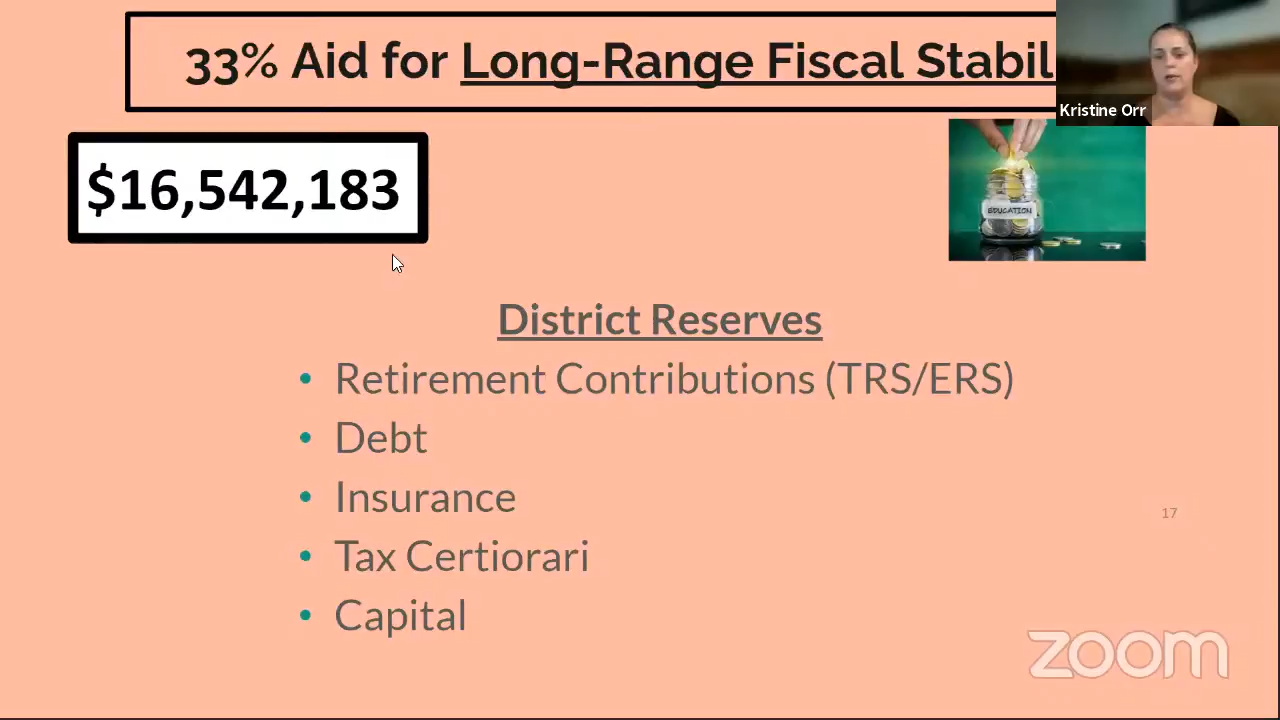 33% Aid for Long-Range Fiscal Stabil
Kristine Orr
$16,542,183
EDUCATION
District Reserves
• Retirement Contributions (TRS/ERS)
• Debt
• Insurance
• Tax Certiorari
• Capital
17
zoom